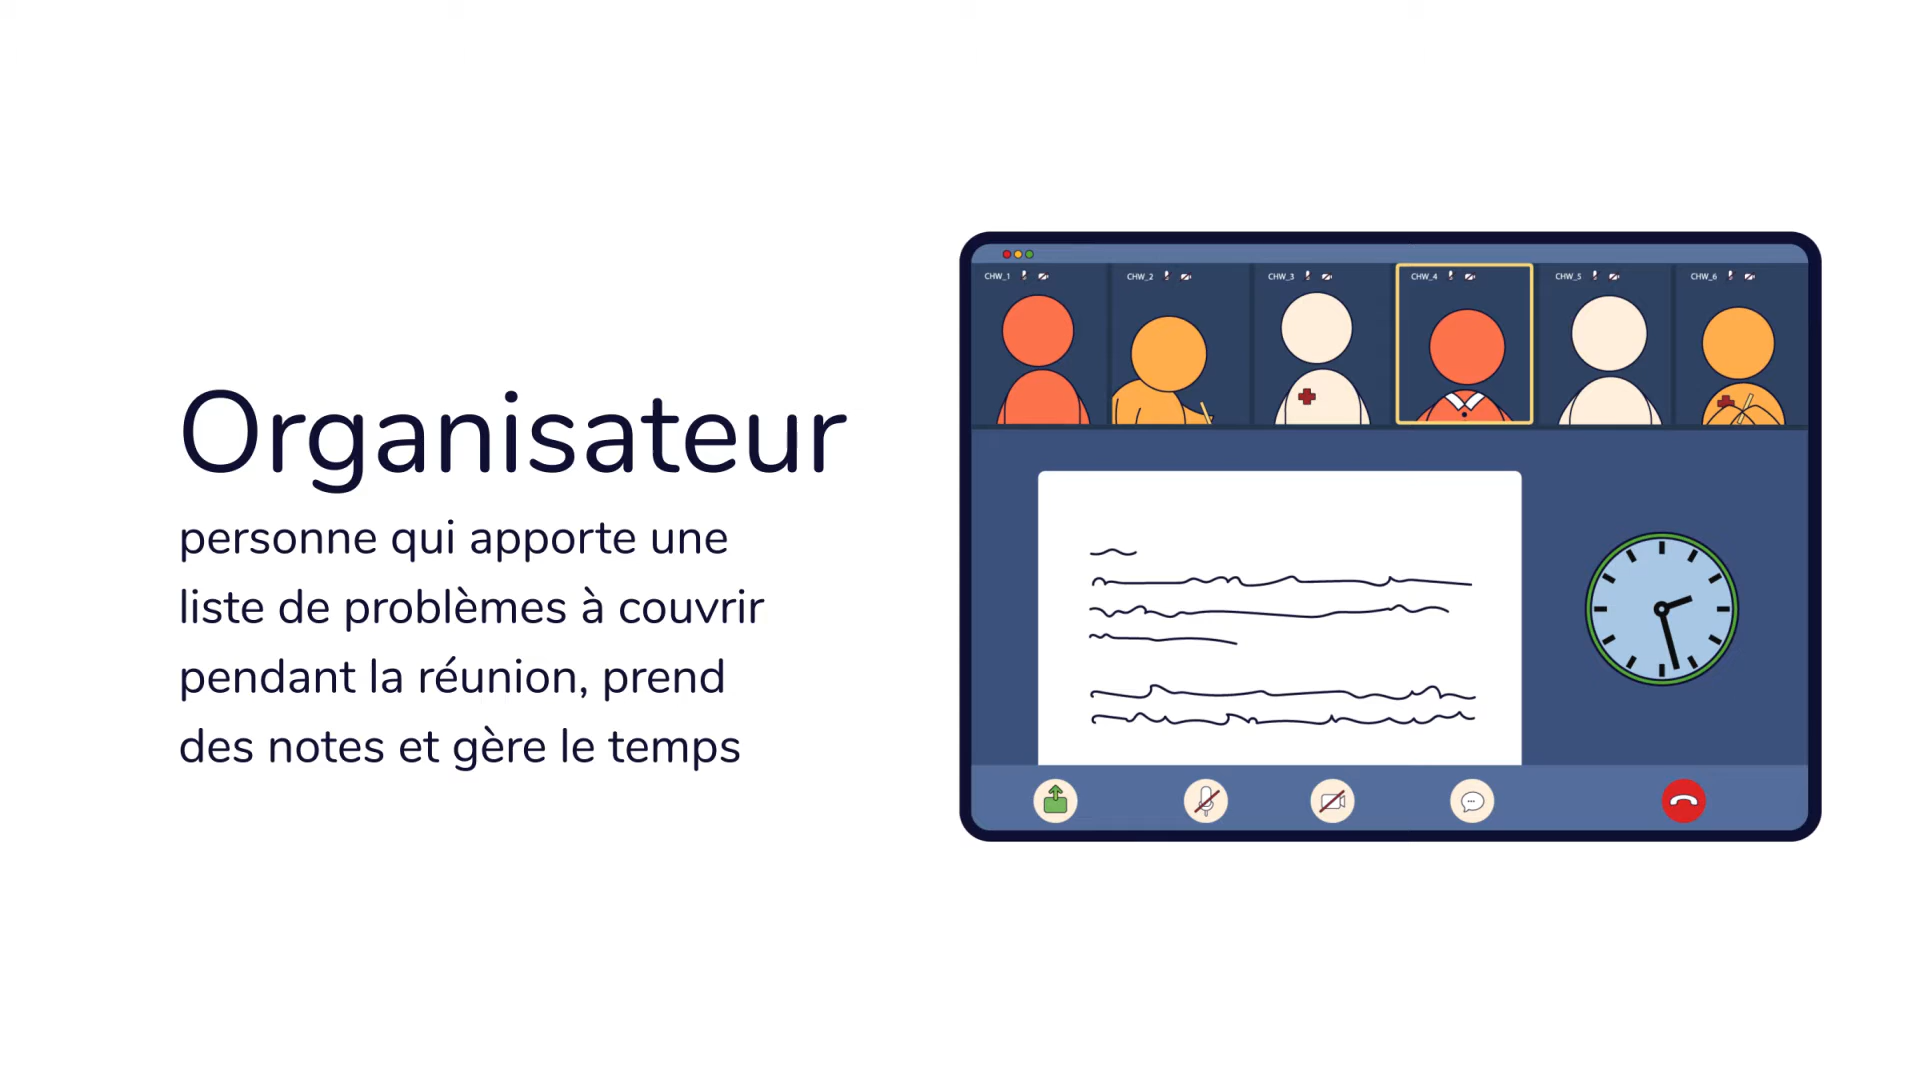 Organisateur
personne qui apporte une
liste de problèmes à couvrir
pendant la réunion, prend
des notes et gère le temps
CHW_1
CHW_2
CHW_3
CHW_4
CHW_5
CHW_6